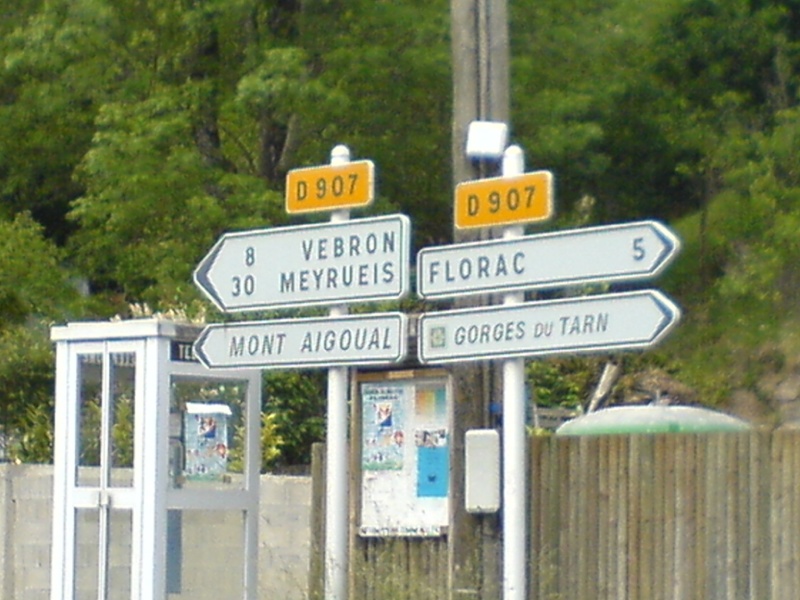 D 907
8 VEBRON
30 MEYRUEIS
MONT AIGOUAL
D 907
FLORAC 5
GORGES DU TARN